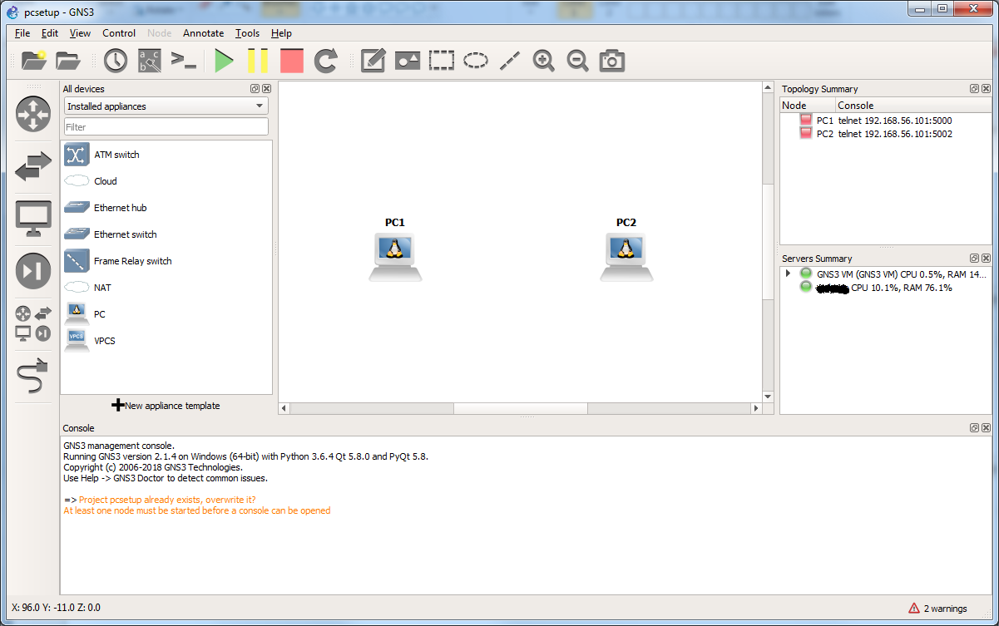 pcsetup - GNS3
File Edit View Control Node Annotate Tools Help
All devices
Installed appliances
Filter
ATM switch
Cloud
Ethernet hub
Ethernet switch
Frame Relay switch
NAT
PC
VPCS
VPCS
New appliance template
PC1
PC2
Topology Summary
Node Console
PC1 telnet 192.168.56.101:5000
PC2 telnet 192.168.56.101:5002
Servers Summary
GNS3 VM (GNS3 VM) CPU 0.5%, RAM 14...
CPU 10.1%, RAM 76.1%
Console
GNS3 management console.
Running GNS3 version 2.1.4 on Windows (64-bit) with Python 3.6.4 Qt 5.8.0 and PyQt 5.8.
Copyright (c) 2006-2018 GNS3 Technologies.
Use Help -> GNS3 Doctor to detect common issues.
=> Project pcsetup already exists, overwrite it?
At least one node must be started before a console can be opened
X: 96.0 Y: -11.0 Z: 0.0
2 warnings